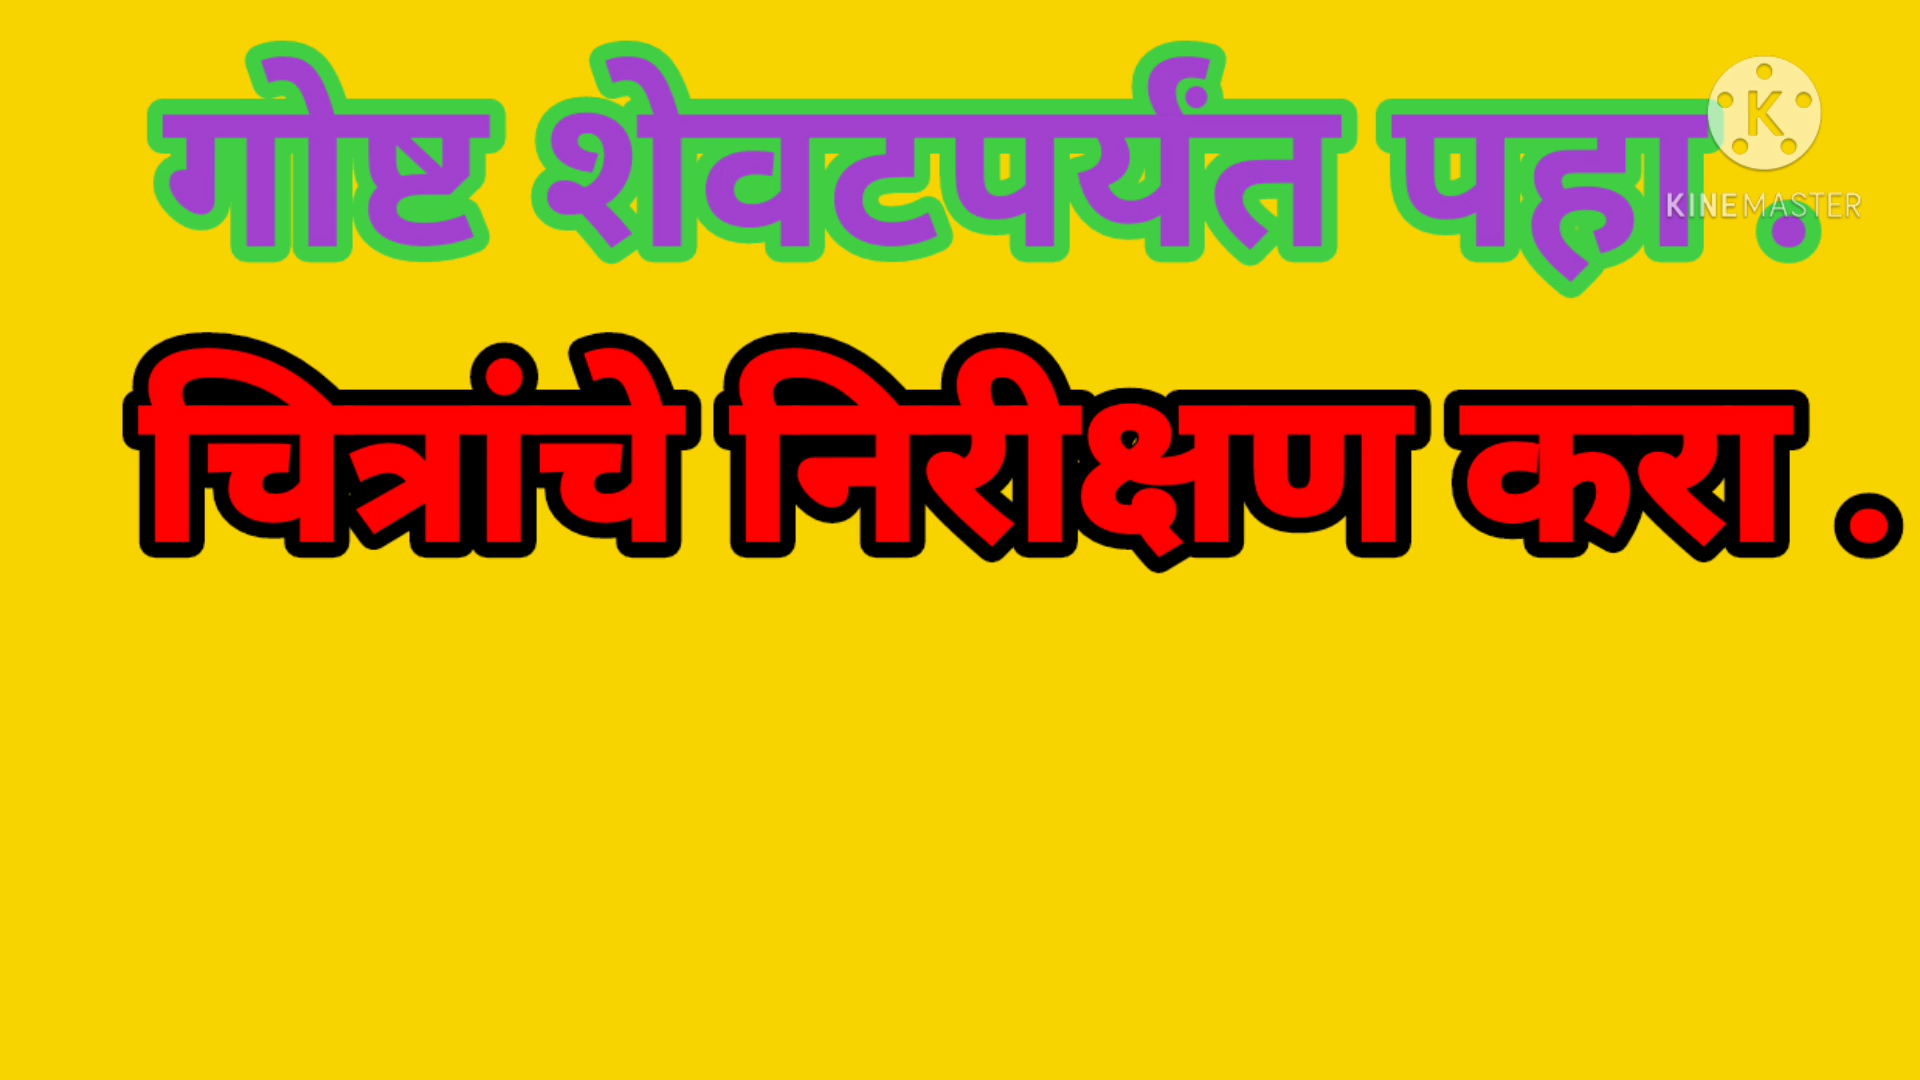 गोष्ट शेवटपर्यंत पहा .
K
KINEMASTER
चित्रांचे निरीक्षण करा .